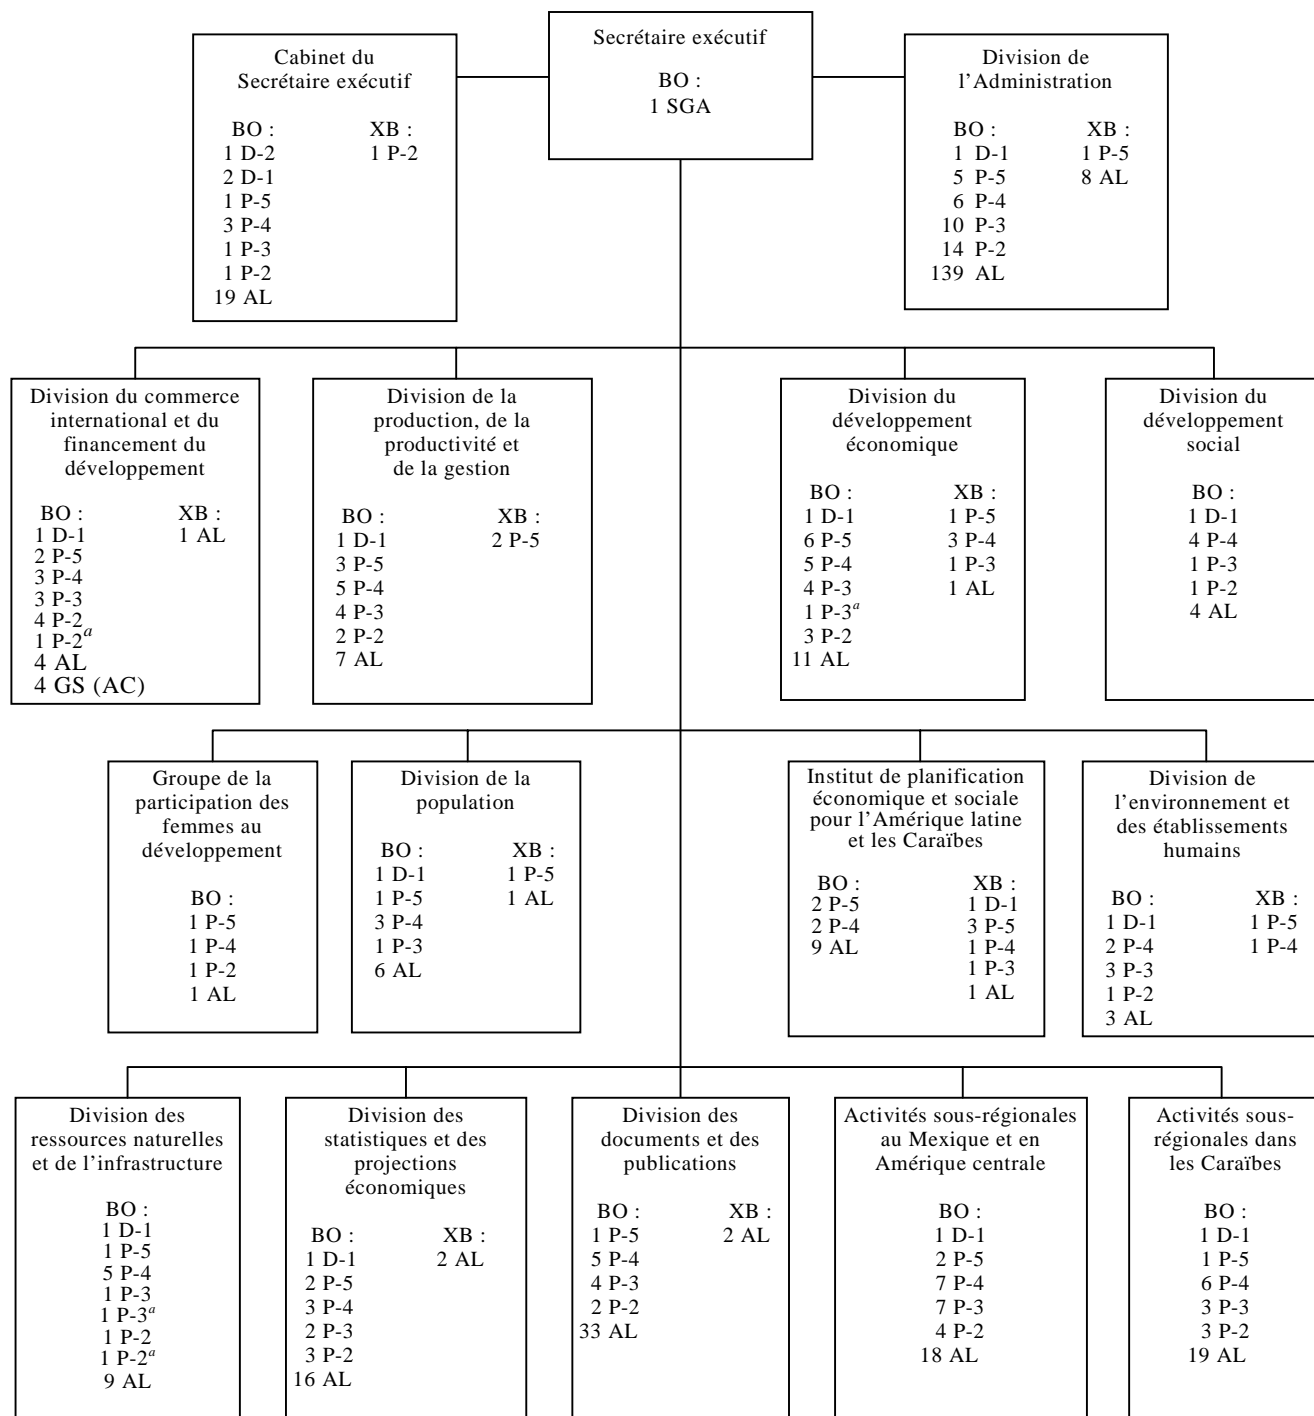 Secrétaire exécutif
BO :
1 SGA
Cabinet du
Secrétaire exécutif
BO :
1 D-2
2 D-1
1 P-5
3 P-4
1 P-3
1 P-2
19 AL
XB :
1 P-2
Division de
l’Administration
BO :
1 D-1
5 P-5
6 P-4
10 P-3
14 P-2
139 AL
XB :
1 P-5
8 AL
Division du commerce
international et du
financement du
développement
BO :
1 D-1
2 P-5
3 P-4
3 P-3
4 P-2
1 P-2a
4 AL
4 GS (AC)
XB :
1 AL
Division de la
production, de la
productivité et
de la gestion
BO :
1 D-1
3 P-5
5 P-4
4 P-3
2 P-2
7 AL
XB :
2 P-5
Division du
développement
économique
BO :
1 D-1
6 P-5
5 P-4
4 P-3
1 P-3a
3 P-2
11 AL
XB :
1 P-5
3 P-4
1 P-3
1 AL
Division du
développement
social
BO :
1 D-1
4 P-4
1 P-3
1 P-2
4 AL
Groupe de la
participation des
femmes au
développement
BO :
1 P-5
1 P-4
1 P-2
1 AL
Division de la
population
BO :
1 D-1
1 P-5
3 P-4
1 P-3
6 AL
XB :
1 P-5
1 AL
Institut de planification
économique et sociale
pour l’Amérique latine
et les Caraïbes
BO :
2 P-5
2 P-4
9 AL
XB :
1 D-1
3 P-5
1 P-4
1 P-3
1 AL
Division de
l’environnement et
des établissements
humains
BO :
1 D-1
2 P-4
3 P-3
1 P-2
3 AL
XB :
1 P-5
1 P-4
Division des
ressources naturelles
et de l’infrastructure
BO :
1 D-1
1 P-5
5 P-4
1 P-3
1 P-3a
1 P-2
1 P-2a
9 AL
Division des
statistiques et des
projections
économiques
BO :
1 D-1
2 P-5
3 P-4
2 P-3
3 P-2
16 AL
XB :
2 AL
Division des
documents et des
publications
BO :
1 P-5
5 P-4
4 P-3
2 P-2
33 AL
XB :
2 AL
Activités sous-régionales
au Mexique et en
Amérique centrale
BO :
1 D-1
2 P-5
7 P-4
7 P-3
4 P-2
18 AL
Activités sous-
régionales dans
les Caraïbes
BO :
1 D-1
1 P-5
6 P-4
3 P-3
3 P-2
19 AL